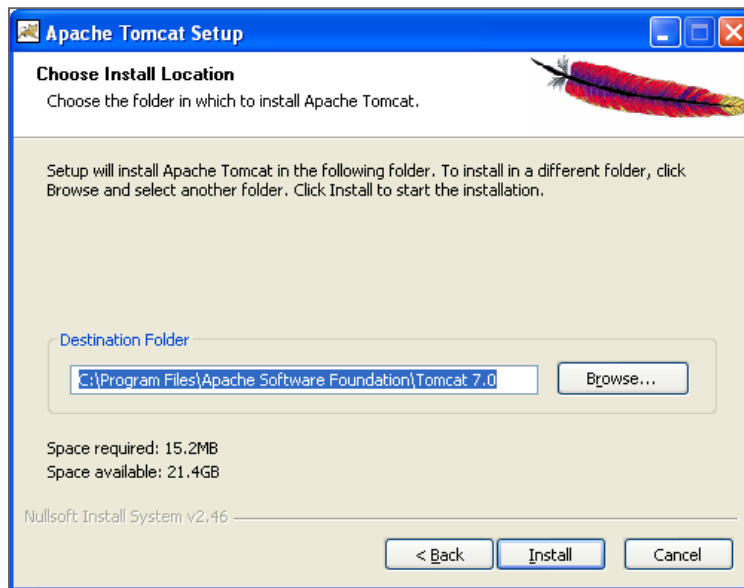 Apache Tomcat Setup
Choose Install Location
Choose the folder in which to install Apache Tomcat.
Setup will install Apache Tomcat in the following folder. To install in a different folder, click
Browse and select another folder. Click Install to start the installation.
Destination Folder
C:\Program Files\Apache Software Foundation\Tomcat 7.0
Browse...
Space required: 15.2MB
Space available: 21.4GB
Nullsoft Install System v2.46
< Back
Install
Cancel